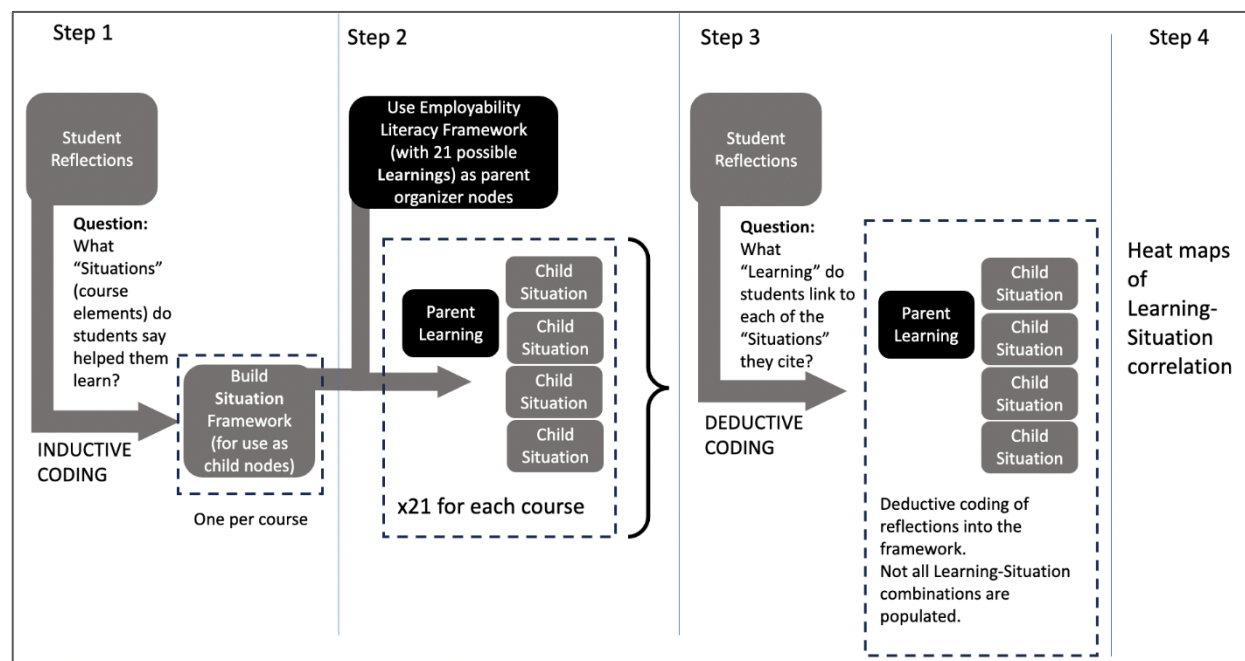 Step 1
Student
Reflections
Question:
What
“Situations”
(course
elements) do
students say
helped them
learn?
INDUCTIVE
CODING
Build
Situation
Framework
(for use as
child nodes)
One per course
Step 2
Use Employability
Literacy Framework
(with 21 possible
Learnings) as parent
organizer nodes
Parent
Learning
Child
Situation
Child
Situation
Child
Situation
Child
Situation
x21 for each course
Step 3
Student
Reflections
Question:
What
“Learning” do
students link to
each of the
“Situations”
they cite?
DEDUCTIVE
CODING
Parent
Learning
Child
Situation
Child
Situation
Child
Situation
Child
Situation
Deductive coding of
reflections into the
framework.
Not all Learning-Situation
combinations are
populated.
Step 4
Heat maps
of
Learning-
Situation
correlation